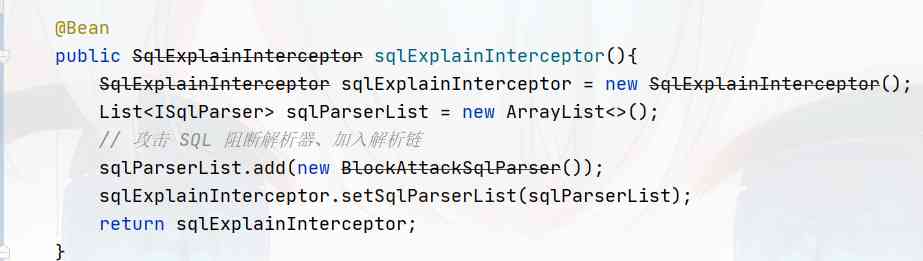 @Bean
public SqlExplainInterceptor sqlExplainInterceptor(){
    SqlExplainInterceptor sqlExplainInterceptor = new SqlExplainInterceptor();
    List<ISqlParser> sqlParserList = new ArrayList<>();
    // 攻击 SQL 阻断解析器、加入解析链
    sqlParserList.add(new BlockAttackSqlParser());
    sqlExplainInterceptor.setSqlParserList(sqlParserList);
    return sqlExplainInterceptor;
}